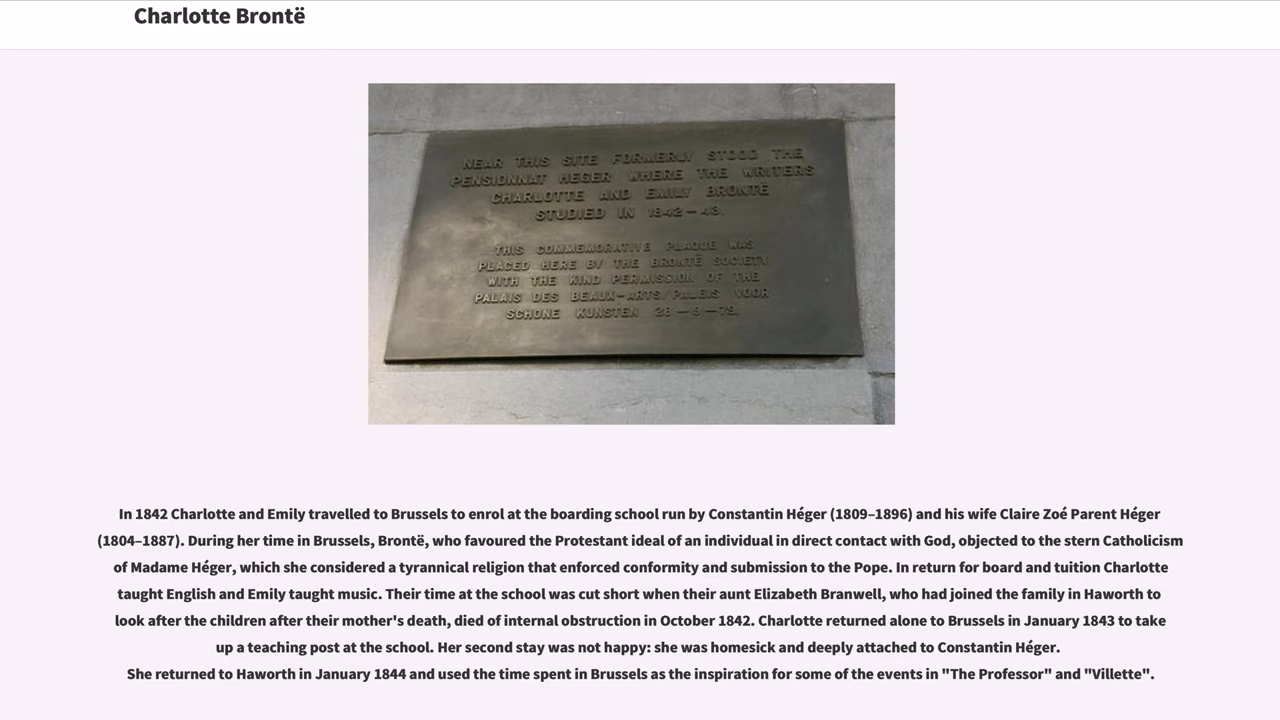 Charlotte Brontë
NEAR THIS SITE FORMERLY STOOD THE
PENSIONNAT HEGER WHERE THE WRITERS
CHARLOTTE AND EMILY BRONTË
STUDIED IN 1842–43.
THIS COMMEMORATIVE PLAQUE WAS
PLACED HERE BY THE BRONTË SOCIETY
WITH THE KIND PERMISSION OF THE
PALAIS DES BEAUX-ARTS/PALEIS VOOR
SCHONE KUNSTEN 28–9–79.
In 1842 Charlotte and Emily travelled to Brussels to enrol at the boarding school run by Constantin Héger (1809–1896) and his wife Claire Zoé Parent Héger
(1804–1887). During her time in Brussels, Brontë, who favoured the Protestant ideal of an individual in direct contact with God, objected to the stern Catholicism
of Madame Héger, which she considered a tyrannical religion that enforced conformity and submission to the Pope. In return for board and tuition Charlotte
taught English and Emily taught music. Their time at the school was cut short when their aunt Elizabeth Branwell, who had joined the family in Haworth to
look after the children after their mother's death, died of internal obstruction in October 1842. Charlotte returned alone to Brussels in January 1843 to take
up a teaching post at the school. Her second stay was not happy: she was homesick and deeply attached to Constantin Héger.
She returned to Haworth in January 1844 and used the time spent in Brussels as the inspiration for some of the events in "The Professor" and "Villette".